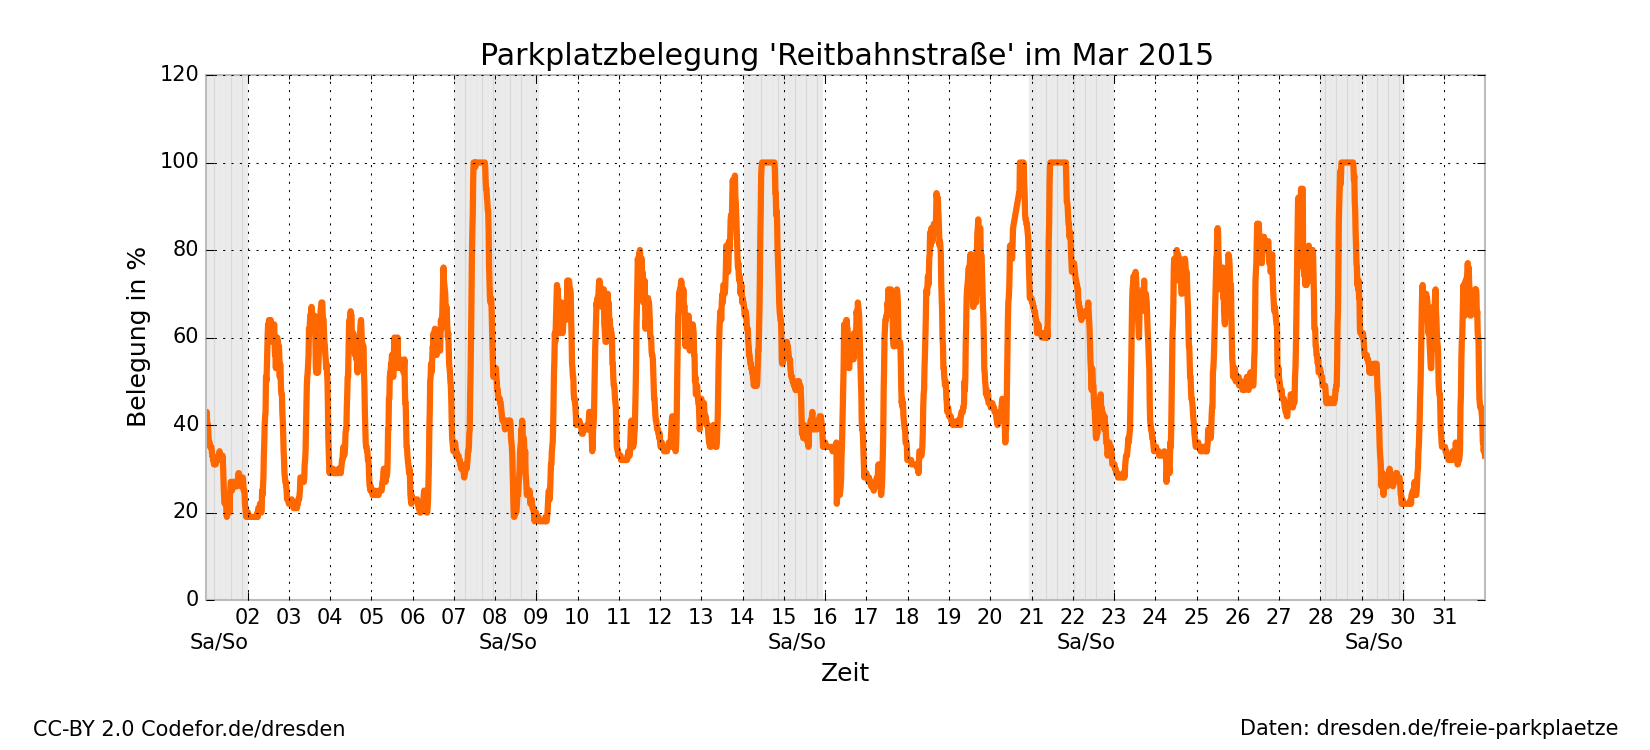 Parkplatzbelegung 'Reitbahnstraße' im Mar 2015
120
100
80
60
40
20
0
Belegung in %
02 03 04 05 06 07 08 09 10 11 12 13 14 15 16 17 18 19 20 21 22 23 24 25 26 27 28 29 30 31
Sa/So Sa/So Sa/So Sa/So Sa/So
Zeit
CC-BY 2.0 Codefor.de/dresden
Daten: dresden.de/freie-parkplaetze